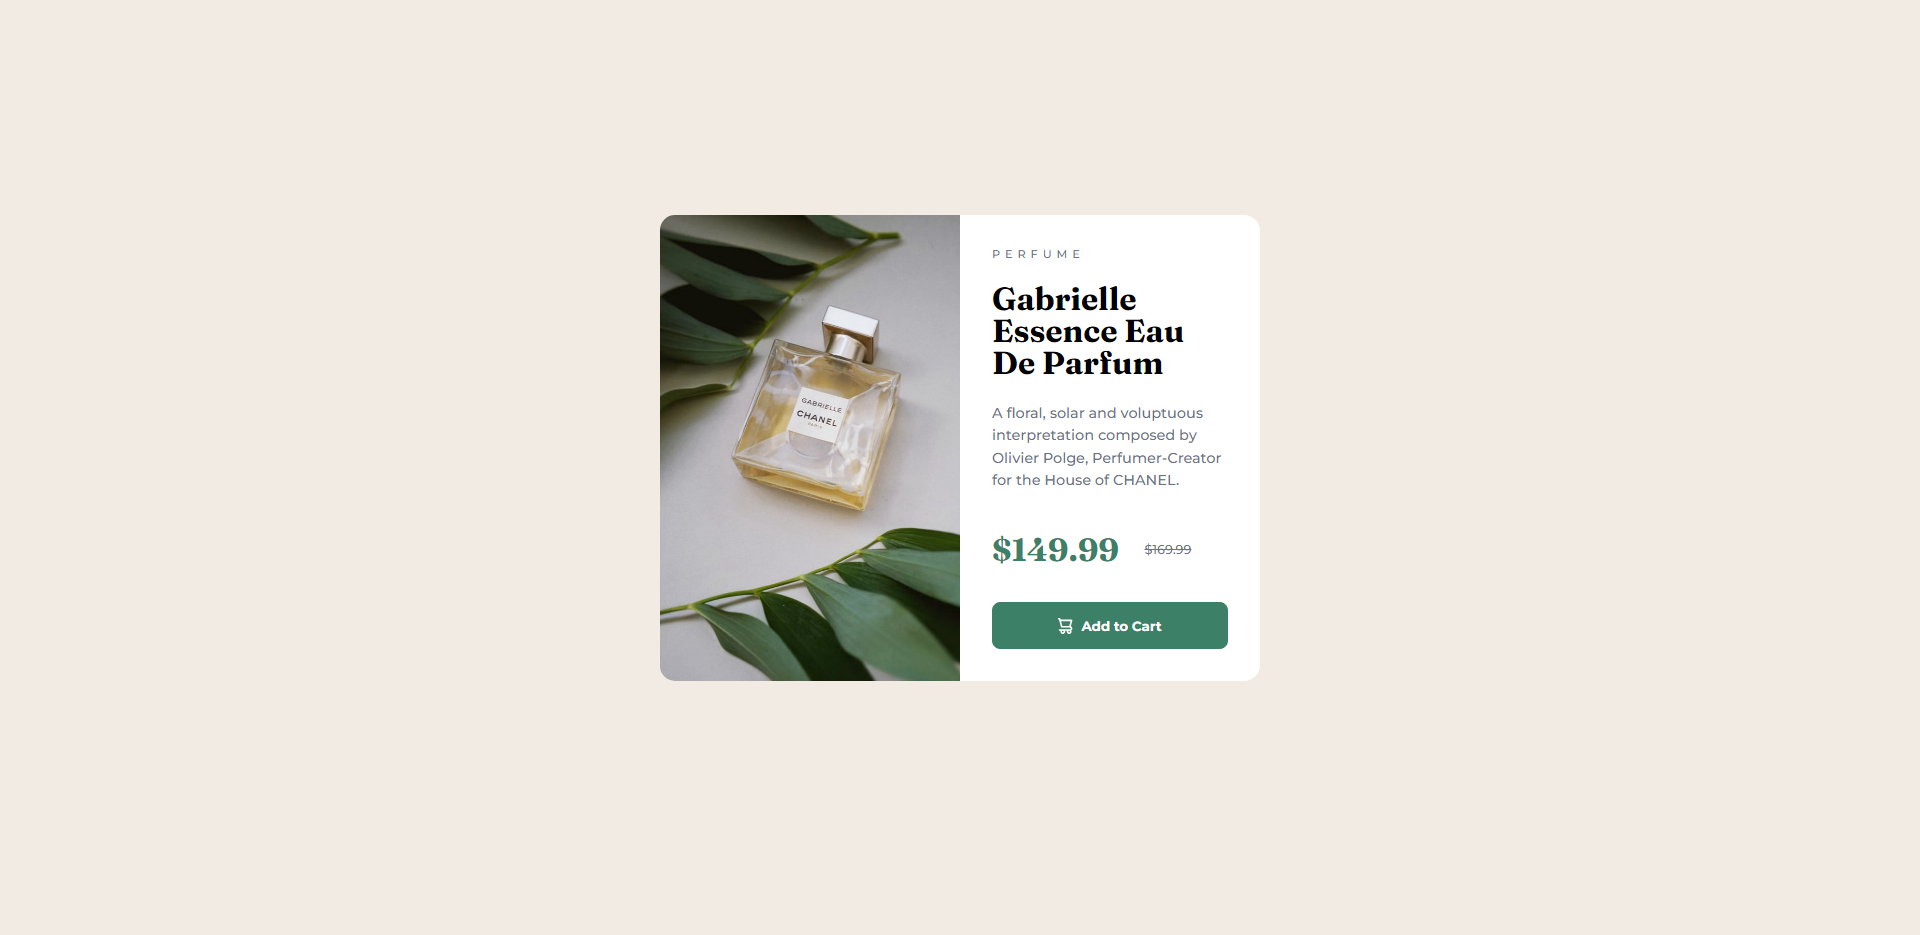 PERFUME
Gabrielle
Essence Eau
De Parfum
A floral, solar and voluptuous
interpretation composed by
Olivier Polge, Perfumer-Creator
for the House of CHANEL.
$149.99 $169.99
Add to Cart
GABRIELLE
CHANEL
PARIS